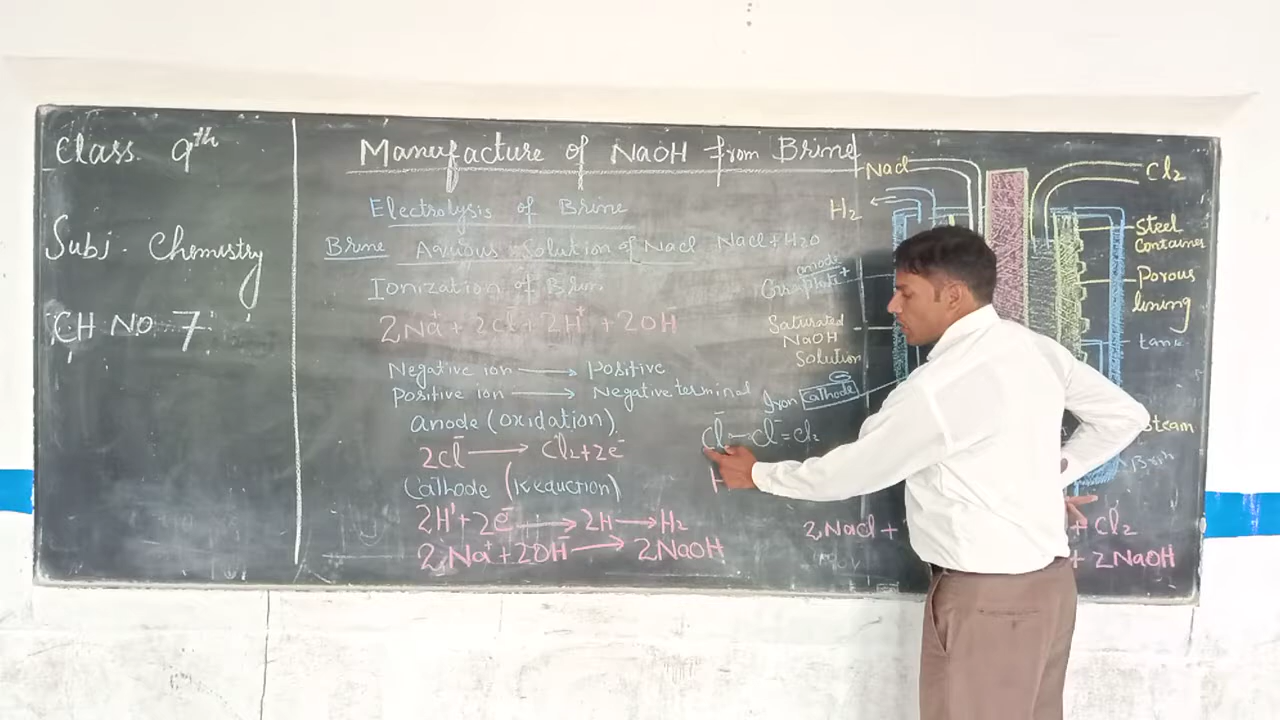 Class 9th
Subj. Chemistry
CH NO 7
Manufacture of NaOH from Brine
Electrolysis of Brine
Brine Aquous Solution of Nacl Nacl+H2O
Ionization of Brin
2Na+ + 2Cl- + 2H+ + 2OH
Negative ion → Positive
Positive ion → Negative terminal
anode (oxidation)
2Cl- → Cl2+2e-
Cathode (Reduction)
2H++2e- → 2H → H2
2Na++2OH- → 2NaOH
Nacl
H2
anode
Graphite +
Saturated
NaOH
Solution
Iron Cathode
Cl- - Cl- = Cl2
H
Cl2
Steel
Container
Porous
lining
tank
Steam
Brin
2Nacl +
+ Cl2
+ 2NaOH